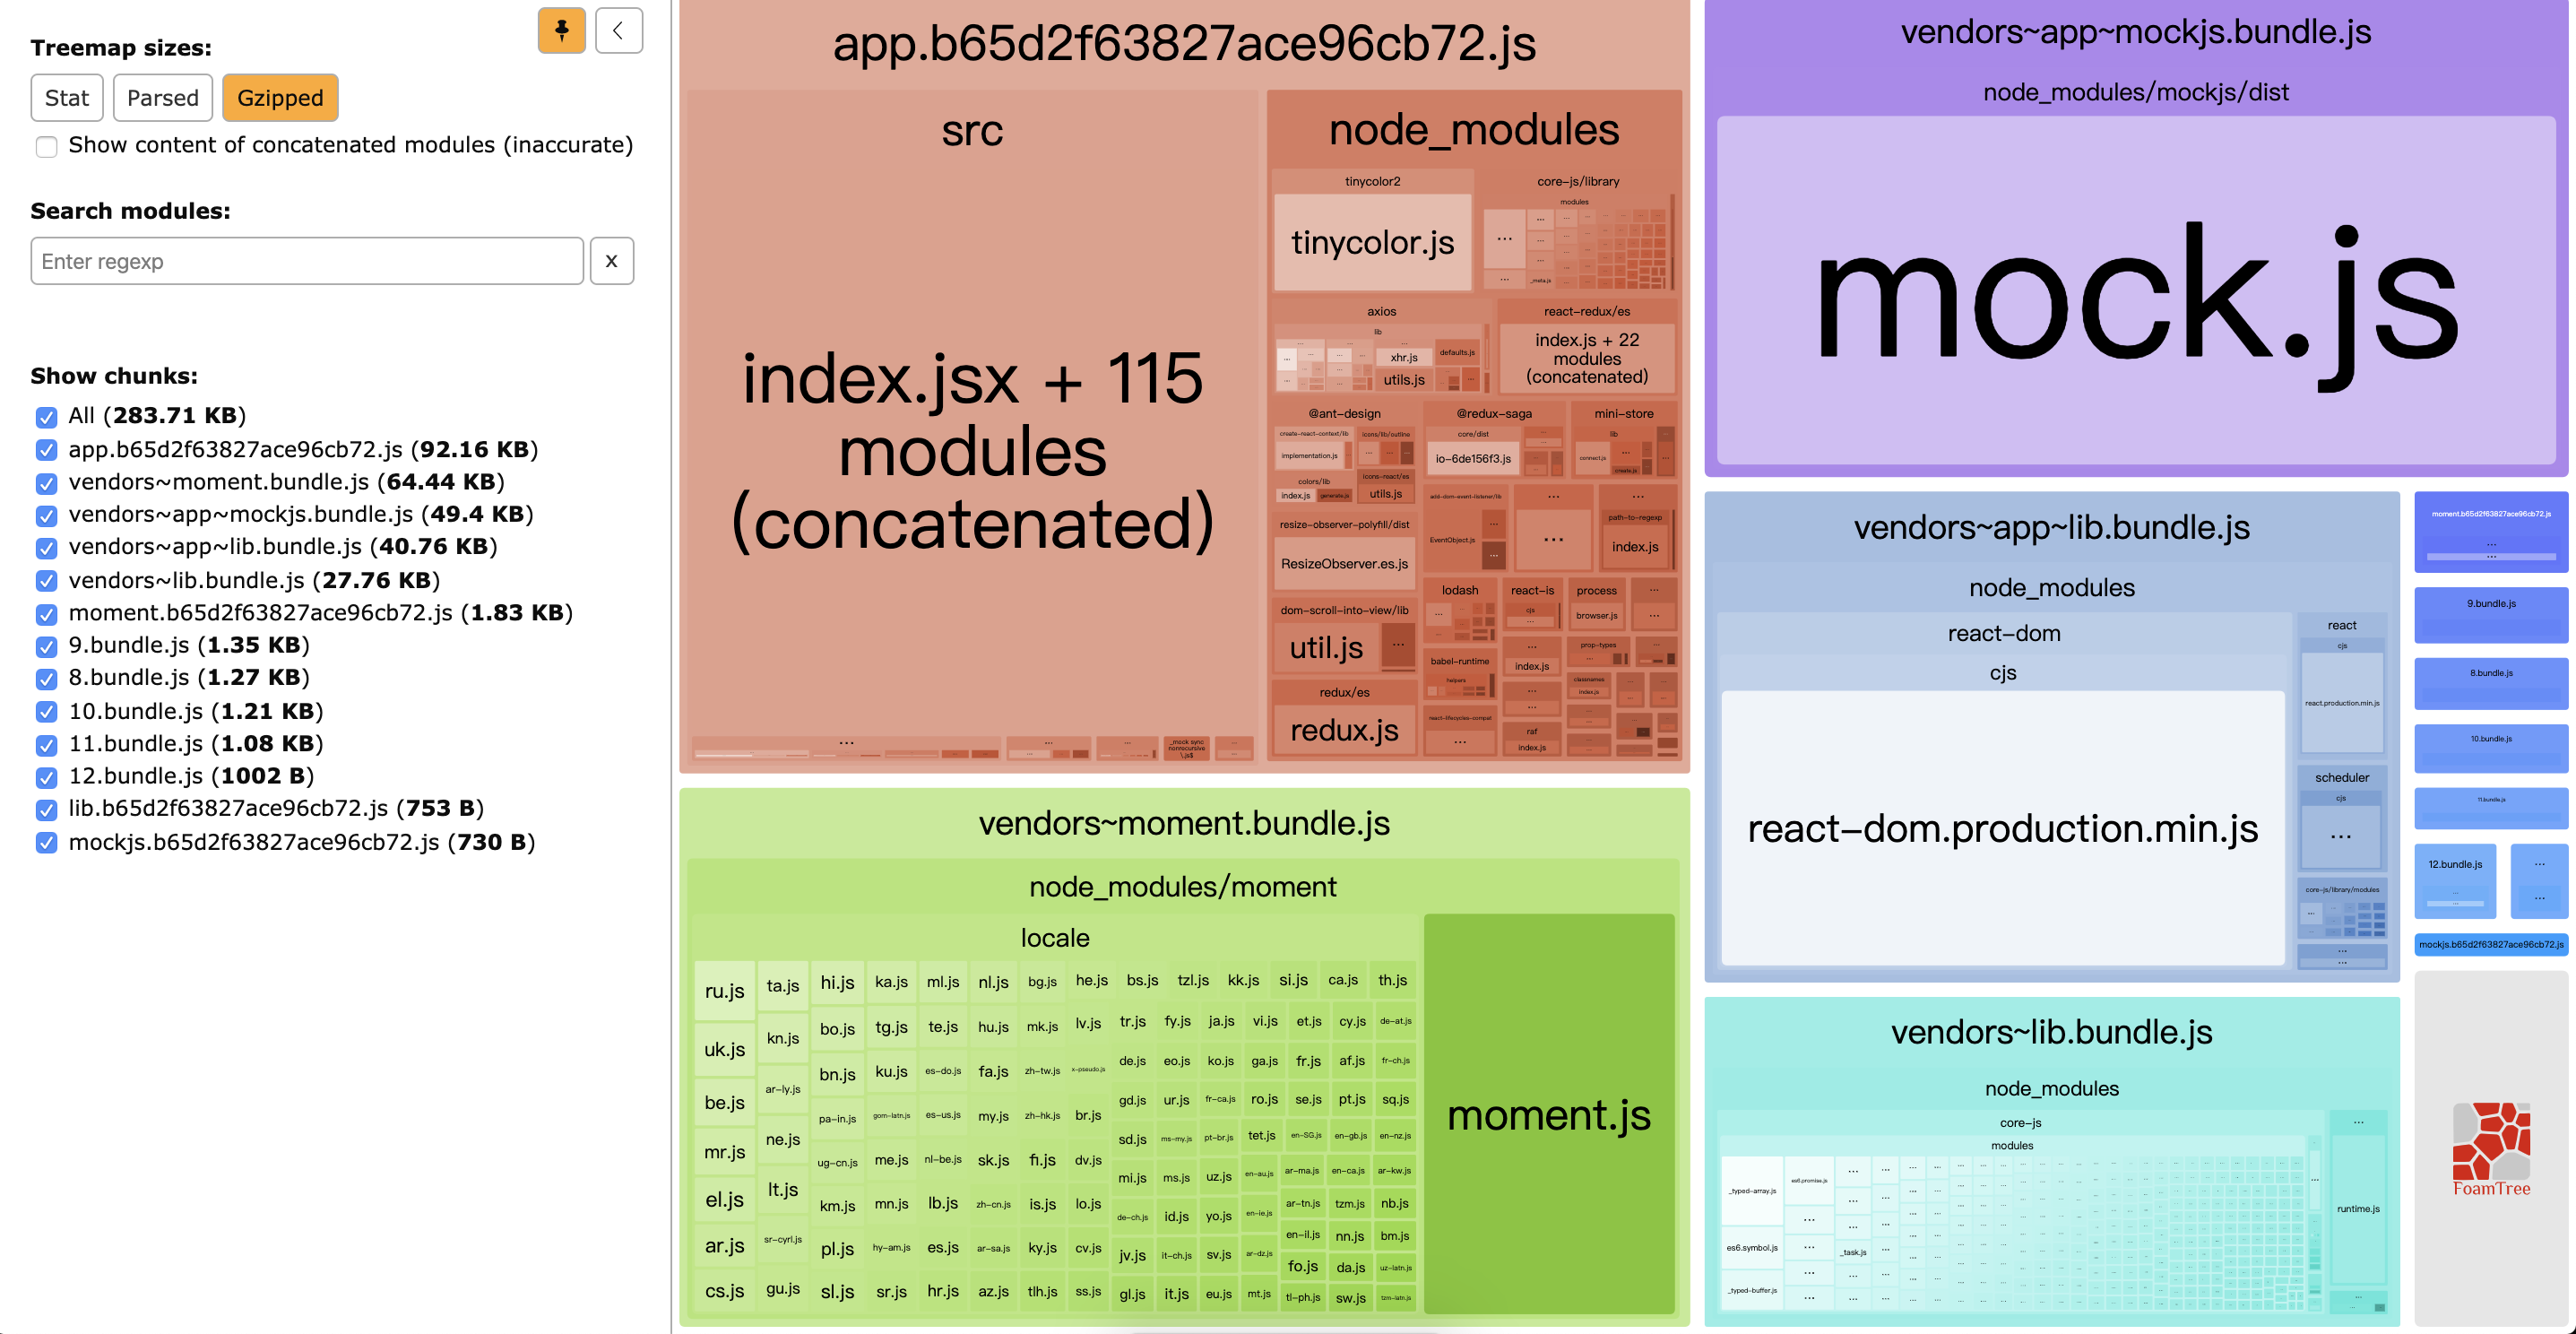 Treemap sizes:
Stat Parsed Gzipped
Show content of concatenated modules (inaccurate)
Search modules:
Enter regexp
x
Show chunks:
All (283.71 KB)
app.b65d2f63827ace96cb72.js (92.16 KB)
vendors~moment.bundle.js (64.44 KB)
vendors~app~mockjs.bundle.js (49.4 KB)
vendors~app~lib.bundle.js (40.76 KB)
vendors~lib.bundle.js (27.76 KB)
moment.b65d2f63827ace96cb72.js (1.83 KB)
9.bundle.js (1.35 KB)
8.bundle.js (1.27 KB)
10.bundle.js (1.21 KB)
11.bundle.js (1.08 KB)
12.bundle.js (1002 B)
lib.b65d2f63827ace96cb72.js (753 B)
mockjs.b65d2f63827ace96cb72.js (730 B)
app.b65d2f63827ace96cb72.js
src
index.jsx + 115
modules
(concatenated)
_mock sync
nonrecursive
\.js$
node_modules
tinycolor2
tinycolor.js
core-js/library
modules
_meta.js
axios
lib
xhr.js
defaults.js
utils.js
react-redux/es
index.js + 22
modules
(concatenated)
@ant-design
create-react-context/lib
implementation.js
icons/lib/outline
colors/lib
index.js
generate.js
icons-react/es
utils.js
@redux-saga
core/dist
io-6de156f3.js
mini-store
lib
connect.js
create.js
resize-observer-polyfill/dist
ResizeObserver.es.js
add-dom-event-listener/lib
EventObject.js
...
...
...
path-to-regexp
index.js
dom-scroll-into-view/lib
util.js
...
lodash
react-is
cjs
process
browser.js
babel-runtime
helpers
...
index.js
prop-types
classnames
index.js
redux/es
redux.js
react-lifecycles-compat
...
raf
index.js
vendors~moment.bundle.js
node_modules/moment
locale
ru.js ta.js hi.js ka.js ml.js nl.js bg.js he.js bs.js tzl.js kk.js si.js ca.js th.js
uk.js kn.js bo.js tg.js te.js hu.js mk.js lv.js tr.js fy.js ja.js vi.js et.js cy.js de-at.js
be.js ar-ly.js bn.js ku.js es-do.js fa.js zh-tw.js x-pseudo.js de.js eo.js ko.js ga.js fr.js af.js fr-ch.js
mr.js ne.js pa-in.js gom-latn.js es-us.js my.js zh-hk.js br.js gd.js ur.js fr-ca.js ro.js se.js pt.js sq.js
el.js lt.js ug-cn.js me.js nl-be.js sk.js fi.js dv.js sd.js ms-my.js pt-br.js tet.js en-SG.js en-gb.js en-nz.js
ar.js sr-cyrl.js km.js mn.js lb.js zh-cn.js is.js lo.js mi.js ms.js uz.js en-au.js ar-ma.js en-ca.js ar-kw.js
cs.js gu.js pl.js hy-am.js es.js ar-sa.js ky.js cv.js de-ch.js id.js yo.js en-ie.js ar-tn.js tzm.js nb.js
sl.js sr.js hr.js az.js tlh.js ss.js jv.js it-ch.js sv.js ar-dz.js en-il.js nn.js bm.js
gl.js it.js eu.js mt.js fo.js da.js uz-latn.js
tl-ph.js sw.js tzm-latn.js
moment.js
vendors~app~mockjs.bundle.js
node_modules/mockjs/dist
mock.js
vendors~app~lib.bundle.js
node_modules
react-dom
cjs
react-dom.production.min.js
react
cjs
react.production.min.js
scheduler
cjs
...
core-js/library/modules
vendors~lib.bundle.js
node_modules
core-js
modules
_typed-array.js
es6.promise.js
es6.symbol.js
_task.js
_typed-buffer.js
...
runtime.js
moment.b65d2f63827ace96cb72.js
9.bundle.js
8.bundle.js
10.bundle.js
11.bundle.js
12.bundle.js
...
mockjs.b65d2f63827ace96cb72.js
FoamTree